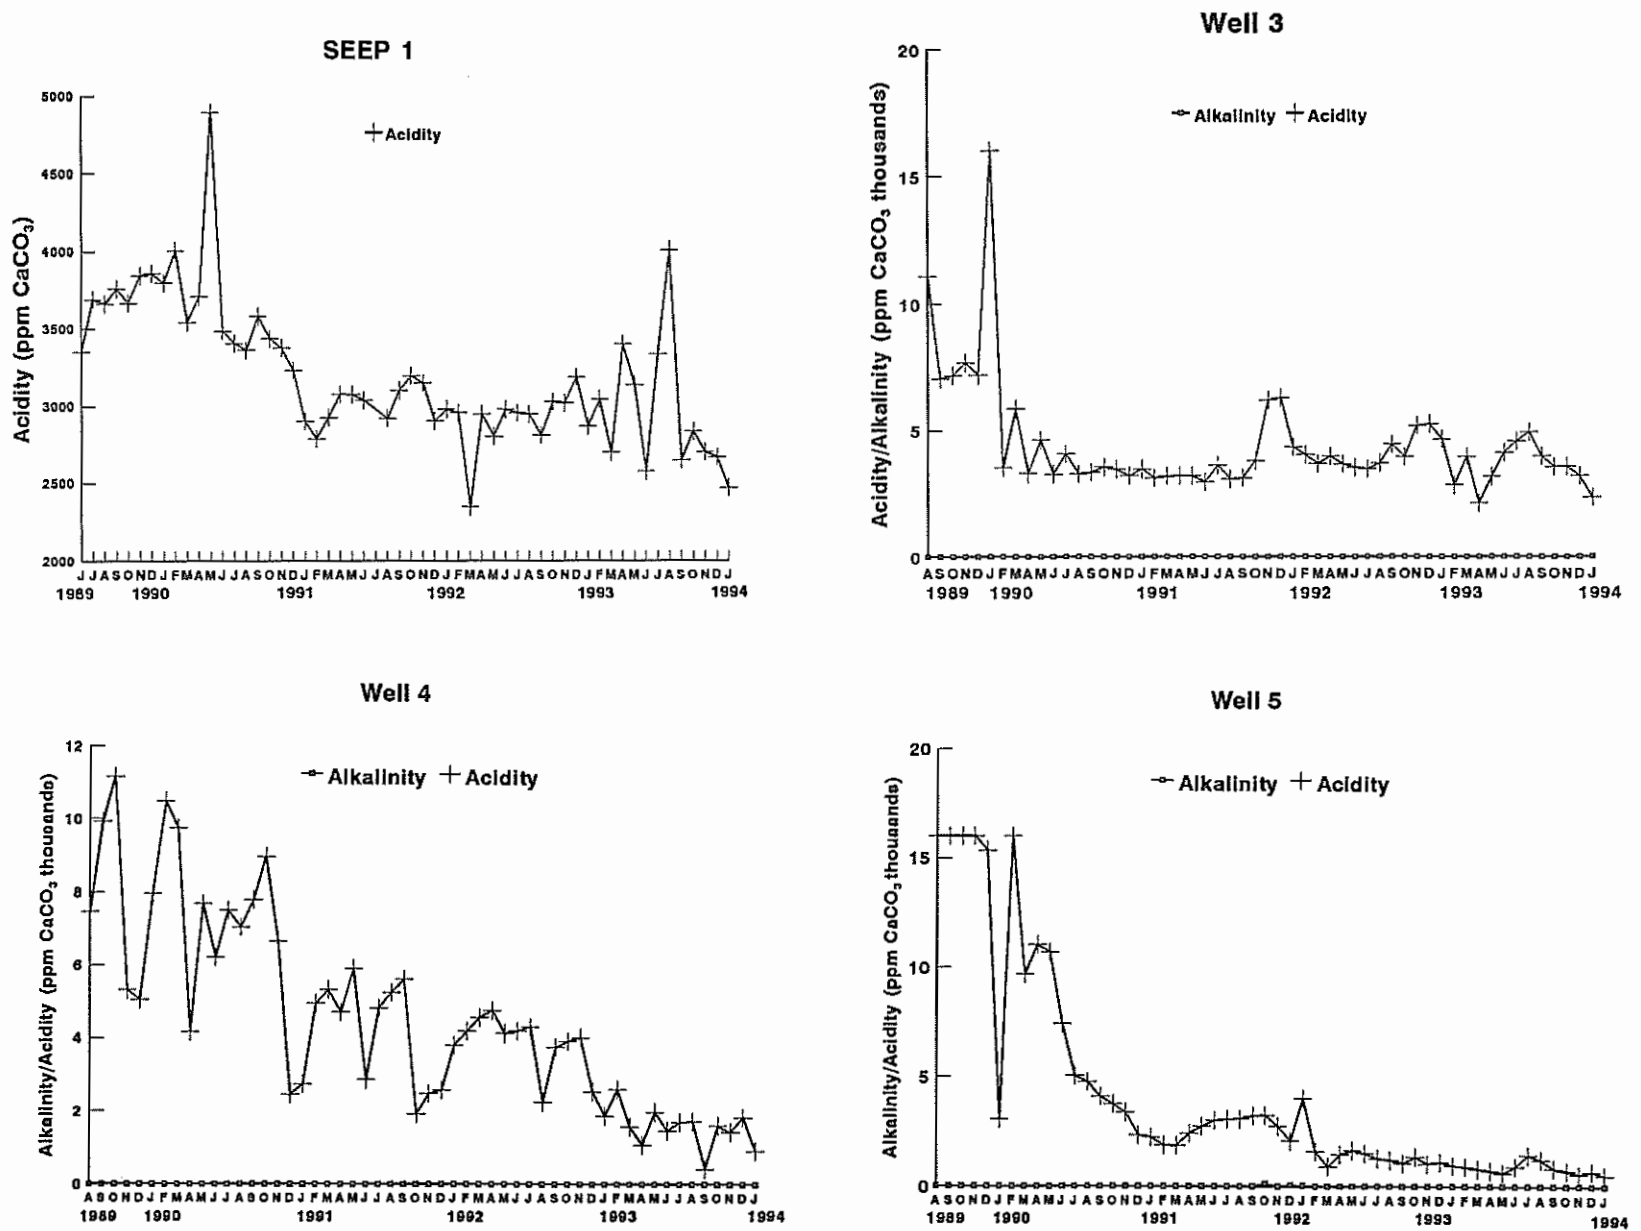 SEEP 1
Acidity
Acidity (ppm CaCO₃)
5000
4500
4000
3500
3000
2500
2000
J J A S O N D J F M A M J J A S O N D J F M A M J J A S O N D J F M A M J J A S O N D J F M A M J J A S O N D J
1989 1990 1991 1992 1993 1994
Well 3
Alkalinity Acidity
Acidity/Alkalinity (ppm CaCO₃ thousands)
20
15
10
5
0
A S O N D J F M A M J J A S O N D J F M A M J J A S O N D J F M A M J J A S O N D J F M A M J J A S O N D J
1989 1990 1991 1992 1993 1994
Well 4
Alkalinity Acidity
Alkalinity/Acidity (ppm CaCO₃ thousands)
12
10
8
6
4
2
0
A S O N D J F M A M J J A S O N D J F M A M J J A S O N D J F M A M J J A S O N D J F M A M J J A S O N D J
1989 1990 1991 1992 1993 1994
Well 5
Alkalinity Acidity
Alkalinity/Acidity (ppm CaCO₃ thousands)
20
15
10
5
0
A S O N D J F M A M J J A S O N D J F M A M J J A S O N D J F M A M J J A S O N D J F M A M J J A S O N D J
1989 1990 1991 1992 1993 1994